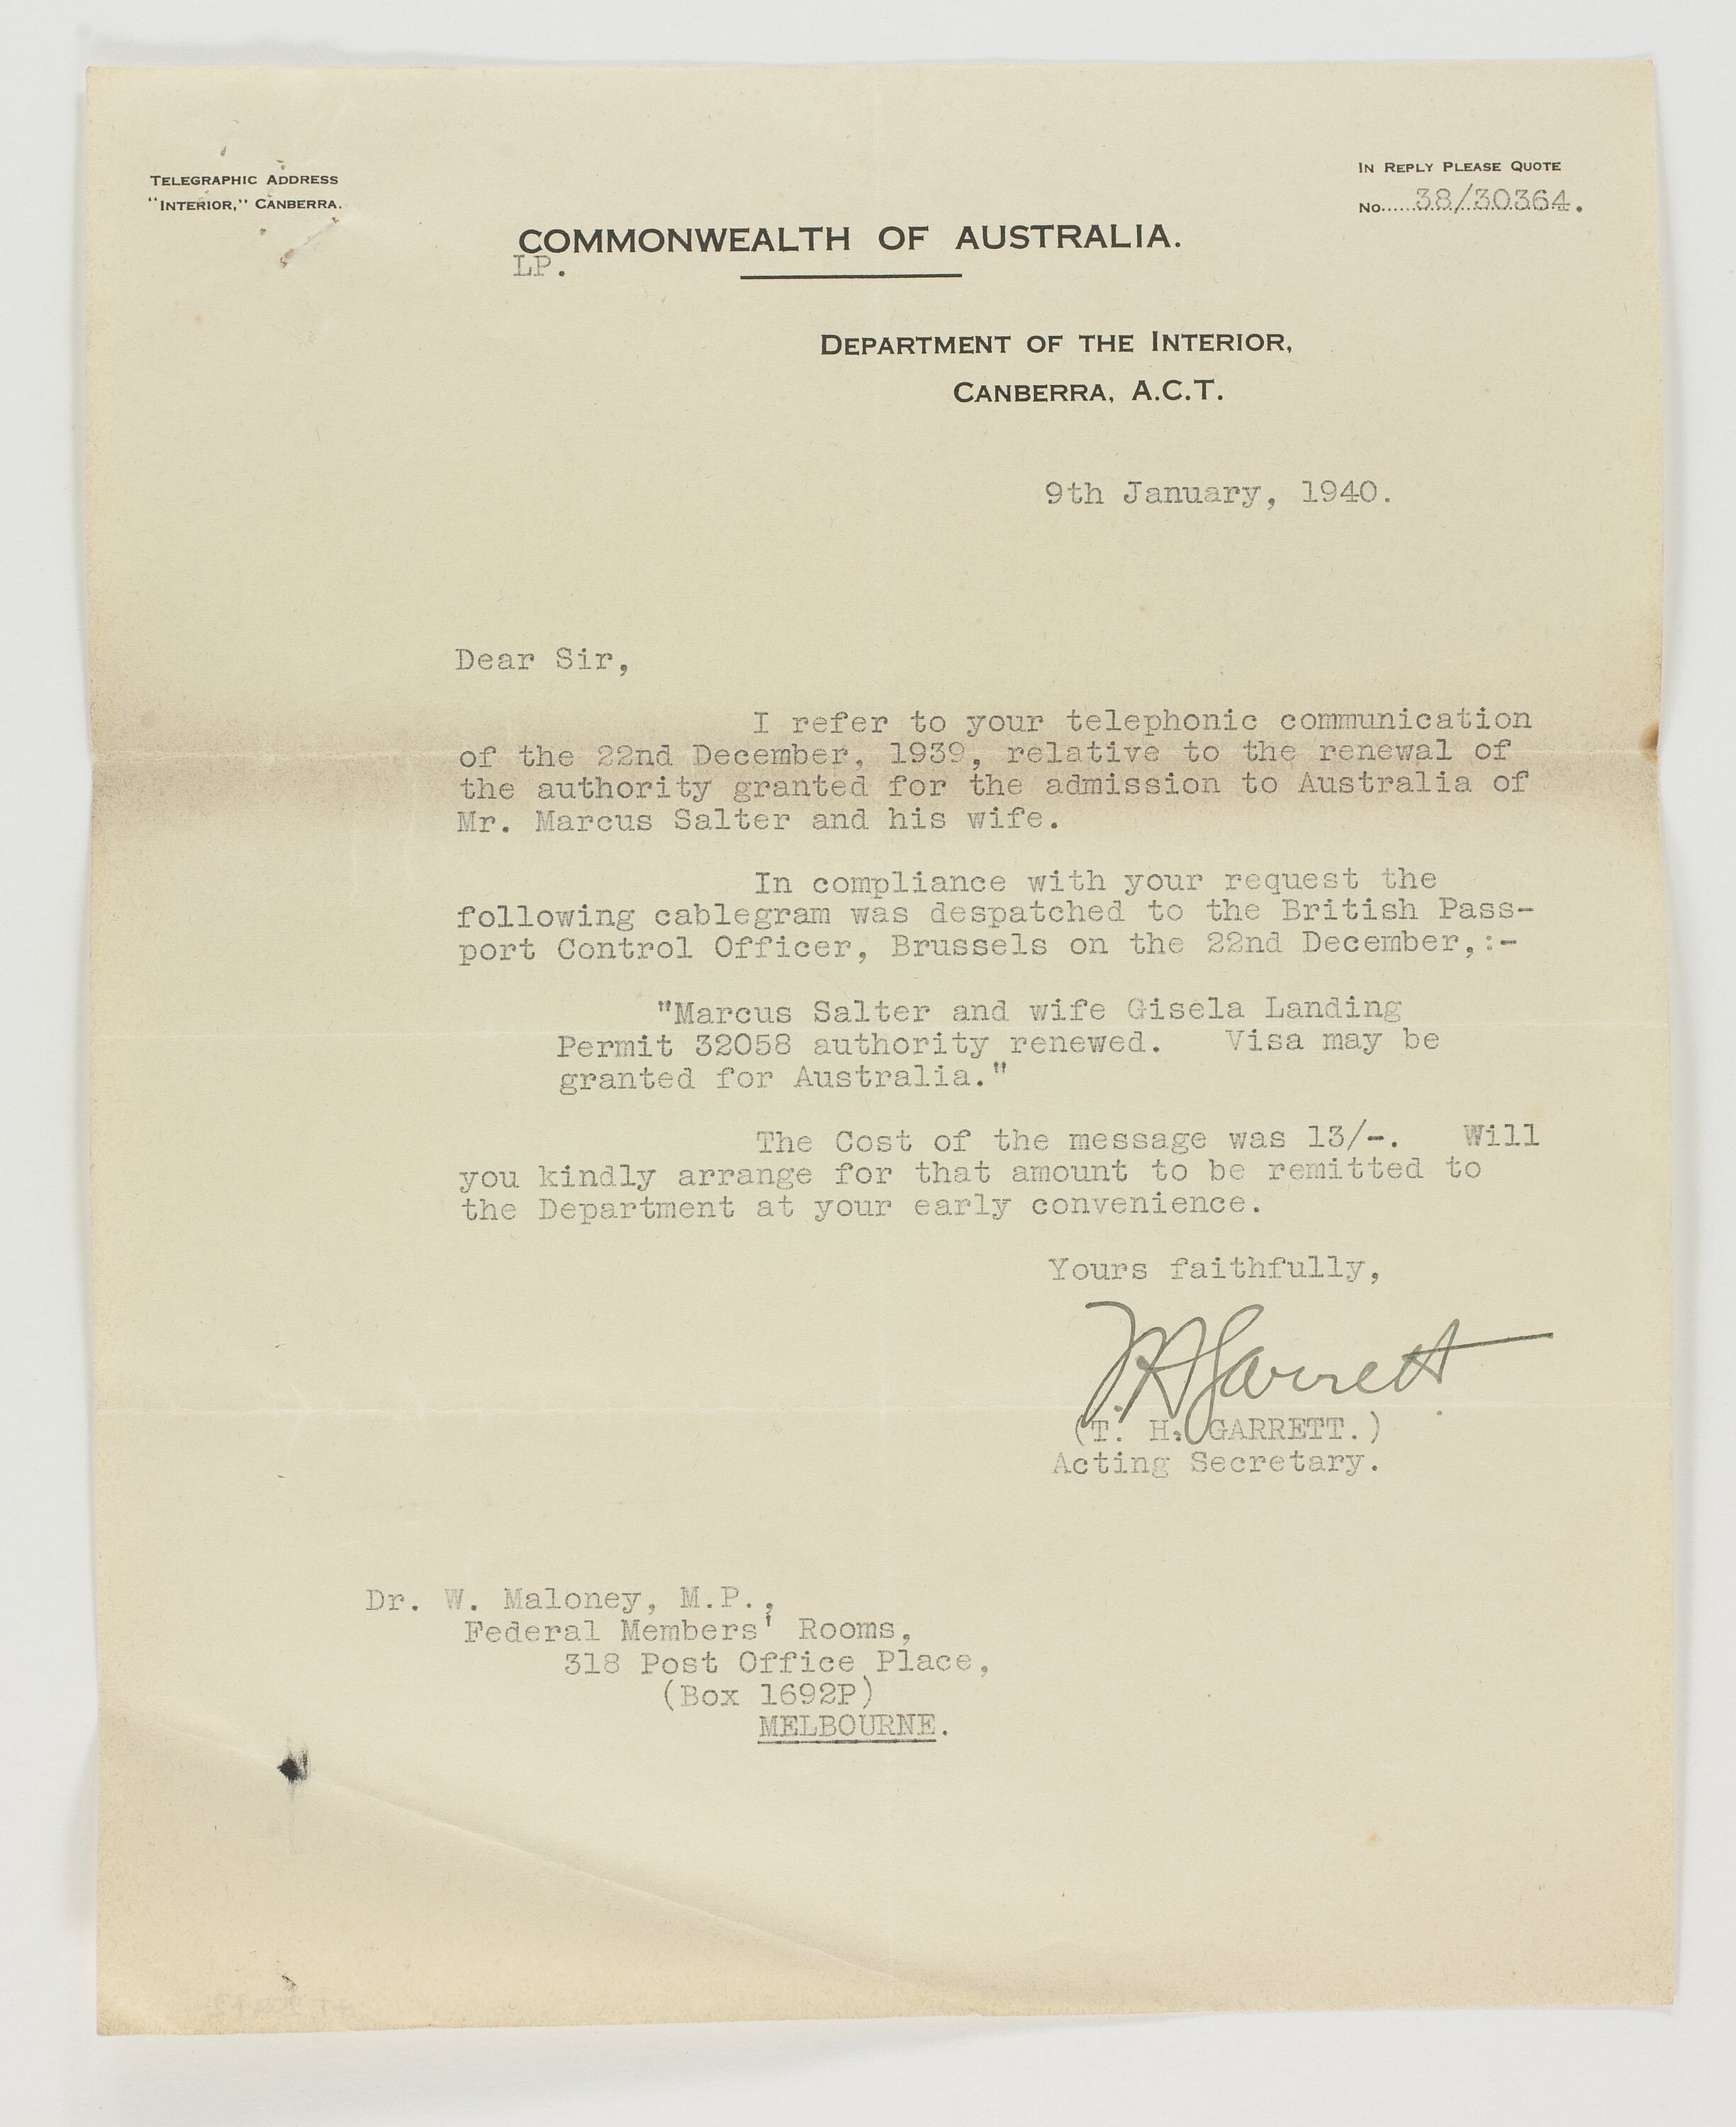 TELEGRAPHIC ADDRESS
"INTERIOR," CANBERRA.
IN REPLY PLEASE QUOTE
No......38/30364.
COMMONWEALTH OF AUSTRALIA.
LP.
DEPARTMENT OF THE INTERIOR,
CANBERRA, A.C.T.
9th January, 1940.
Dear Sir,
I refer to your telephonic communication
of the 22nd December, 1939, relative to the renewal of
the authority granted for the admission to Australia of
Mr. Marcus Salter and his wife.
In compliance with your request the
following cablegram was despatched to the British Pass-
port Control Officer, Brussels on the 22nd December,:-
"Marcus Salter and wife Gisela Landing
Permit 32058 authority renewed. Visa may be
granted for Australia."
The Cost of the message was 13/-. Will
you kindly arrange for that amount to be remitted to
the Department at your early convenience.
Yours faithfully,
THGarrett
(T. H. GARRETT.)
Acting Secretary.
Dr. W. Maloney, M.P.,
Federal Members' Rooms,
318 Post Office Place,
(Box 1692P)
MELBOURNE.